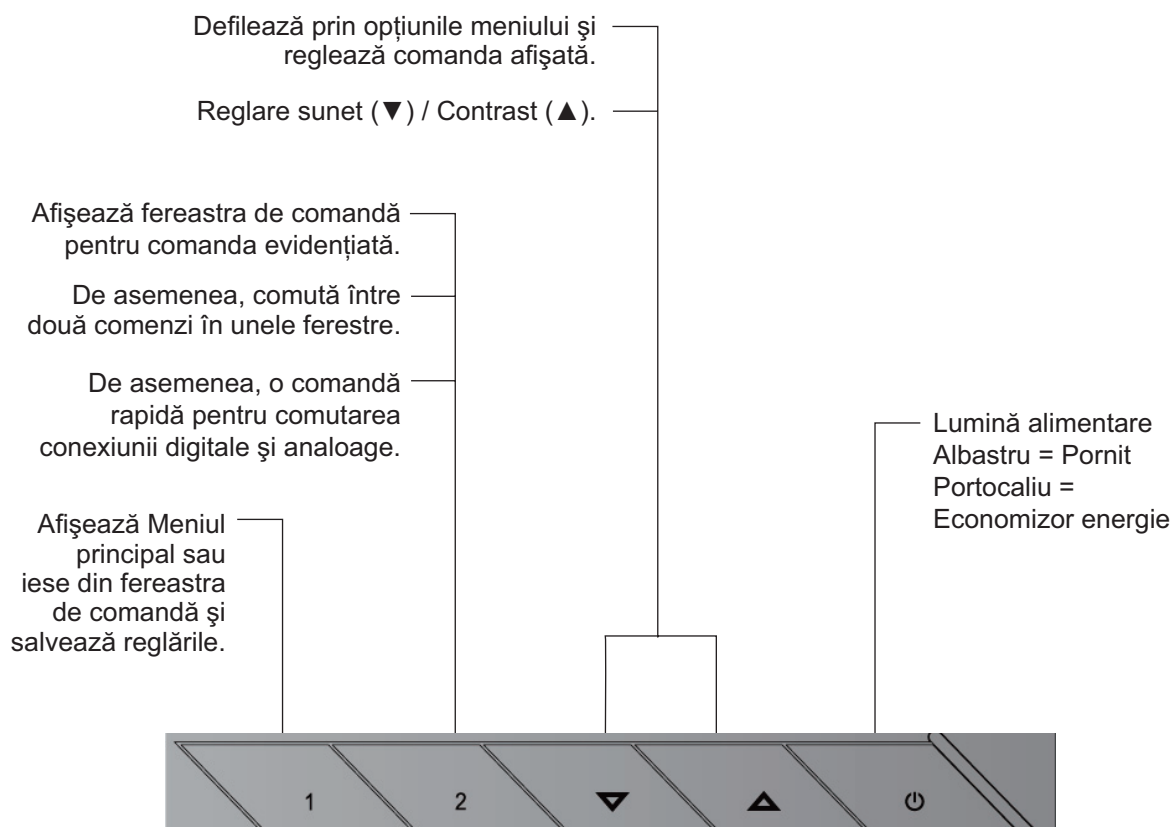 Defilează prin opțiunile meniului şi
reglează comanda afişată.
Reglare sunet (▼) / Contrast (▲).
Afişează fereastra de comandă
pentru comanda evidențiată.
De asemenea, comută între
două comenzi în unele ferestre.
De asemenea, o comandă
rapidă pentru comutarea
conexiunii digitale şi analoage.
Afişează Meniul
principal sau
iese din fereastra
de comandă şi
salvează reglările.
Lumină alimentare
Albastru = Pornit
Portocaliu =
Economizor energie
1 2